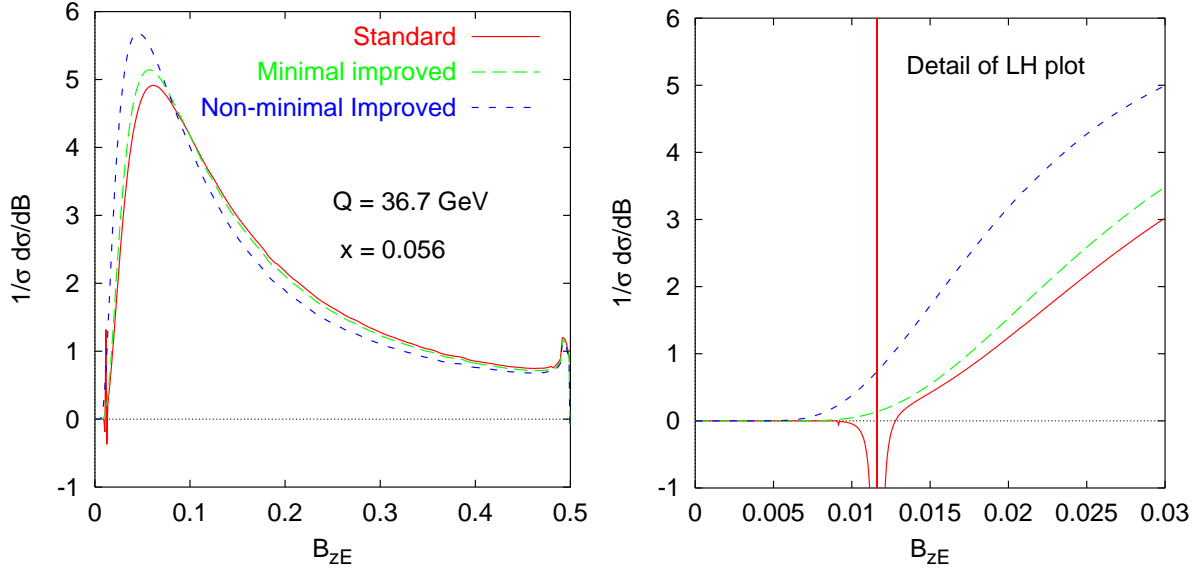 6
5
4
3
2
1
0
-1
1/σ dσ/dB
Standard
Minimal improved
Non-minimal Improved
Q = 36.7 GeV
x = 0.056
0 0.1 0.2 0.3 0.4 0.5
B_zE
6
5
4
3
2
1
0
-1
1/σ dσ/dB
Detail of LH plot
0 0.005 0.01 0.015 0.02 0.025 0.03
B_zE